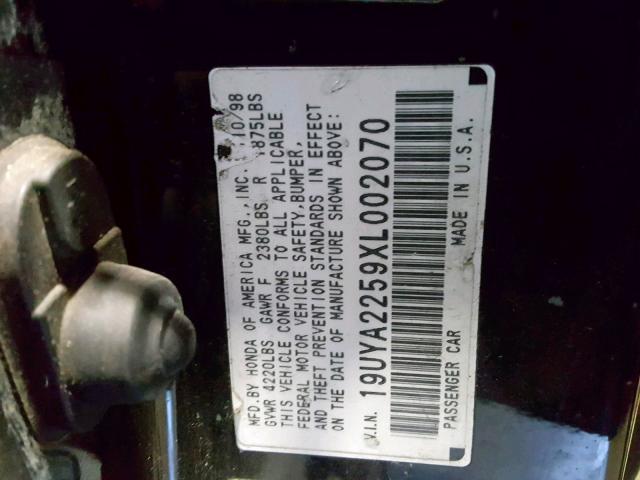 MFD.BY HONDA OF AMERICA MFG.,INC. 10/98
GVWR 4220LBS GAWR F 2380LBS R 1875LBS
THIS VEHICLE CONFORMS TO ALL APPLICABLE
FEDERAL MOTOR VEHICLE SAFETY,BUMPER,
AND THEFT PREVENTION STANDARDS IN EFFECT
ON THE DATE OF MANUFACTURE SHOWN ABOVE:
V.I.N. 19UYA2259XL002070
PASSENGER CAR MADE IN U.S.A.